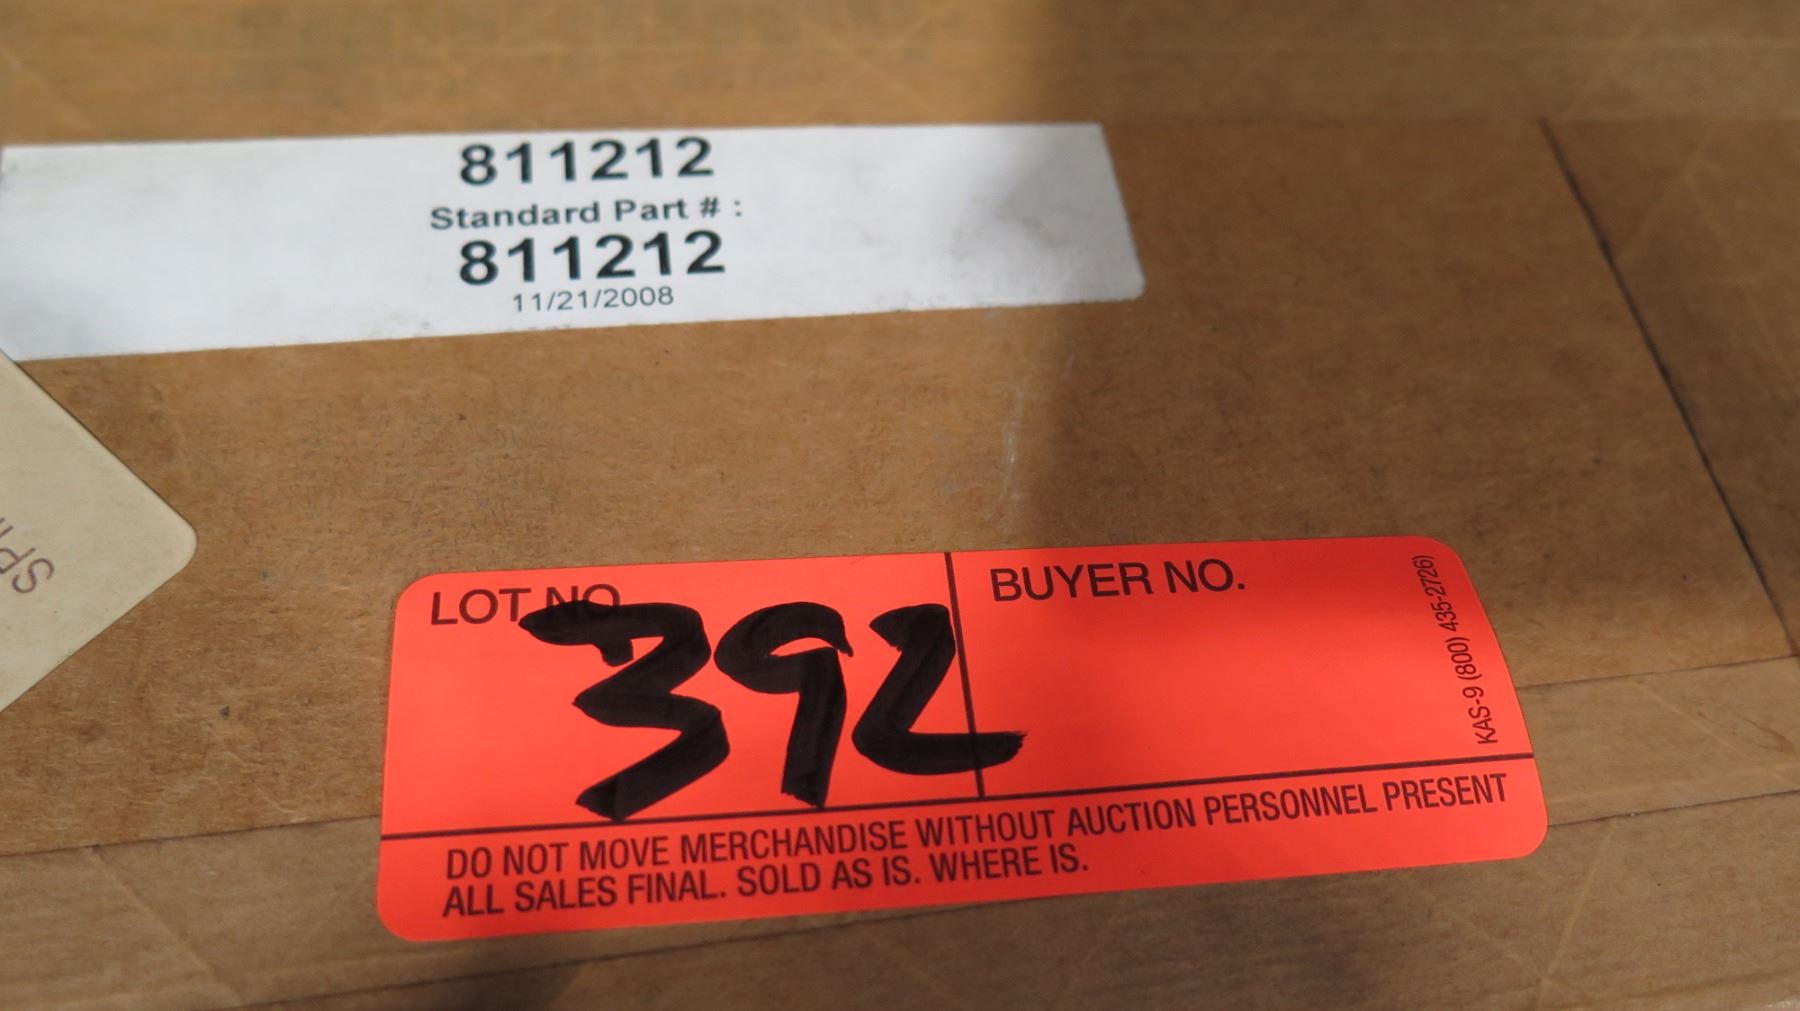 811212
Standard Part # :
811212
11/21/2008
LOT NO.
392
BUYER NO.
KAS-9 (800) 435-2726)
DO NOT MOVE MERCHANDISE WITHOUT AUCTION PERSONNEL PRESENT
ALL SALES FINAL. SOLD AS IS. WHERE IS.